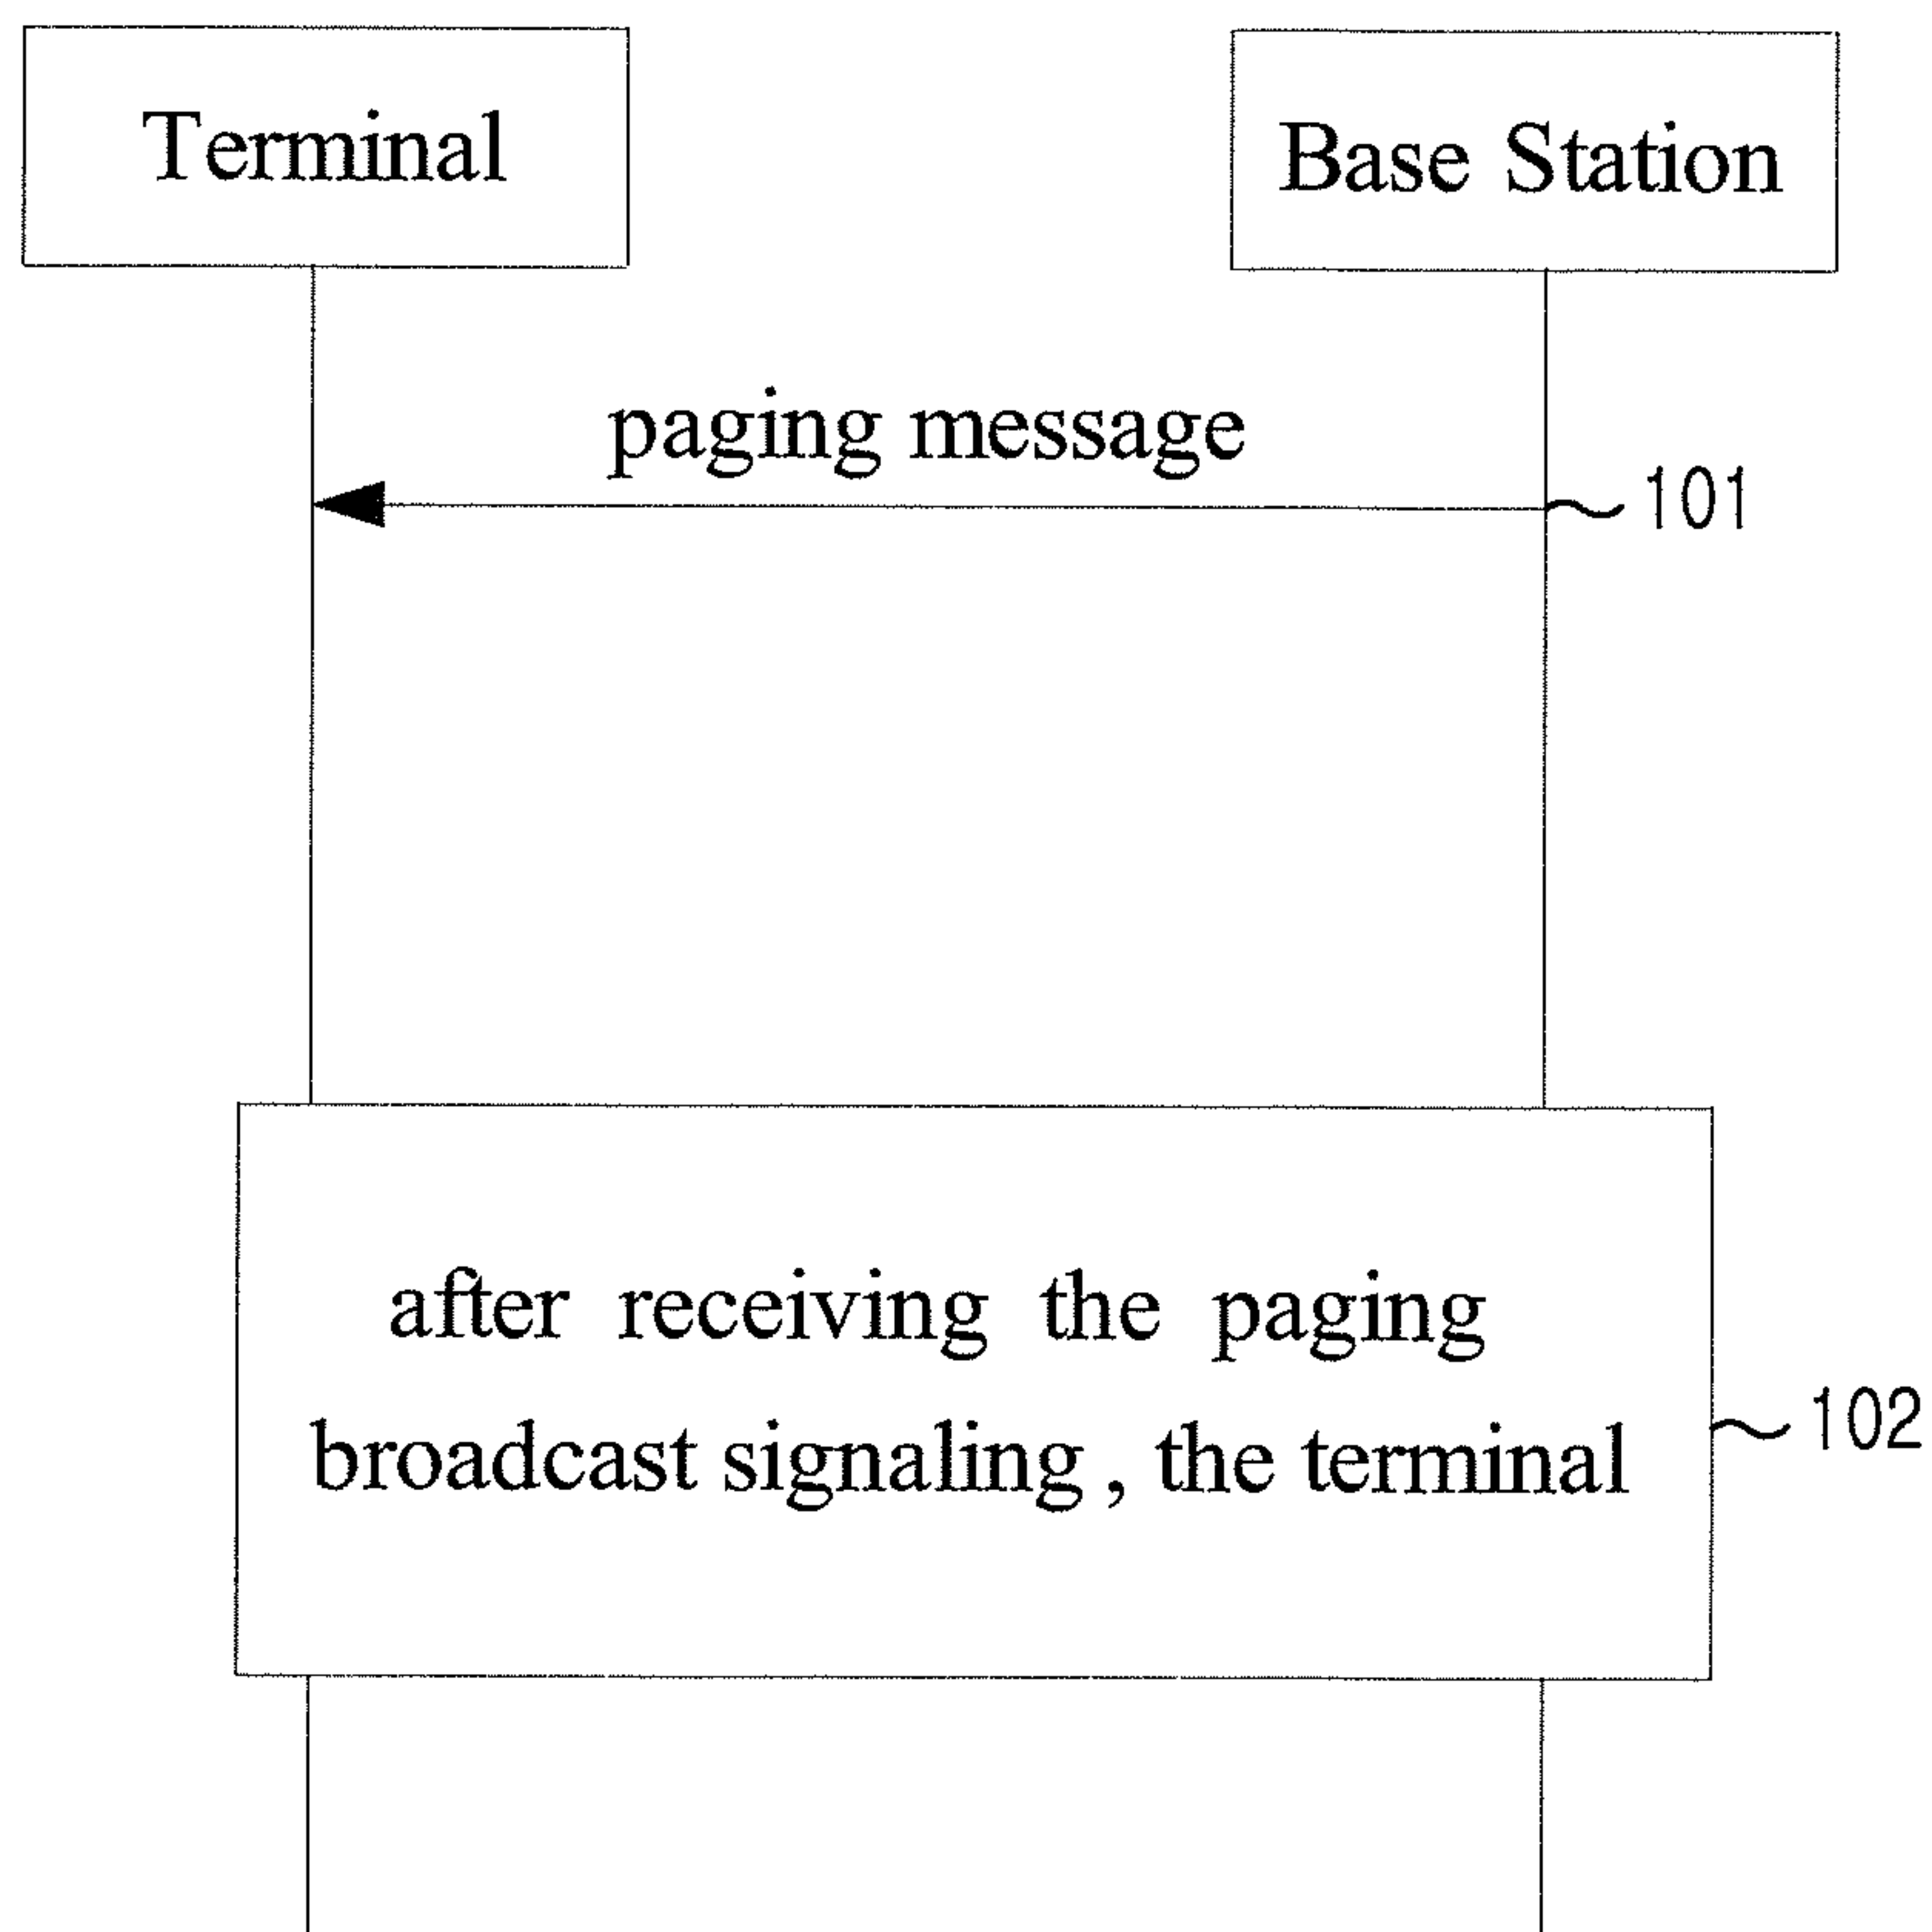 Terminal
Base Station
paging message
101
after receiving the paging
broadcast signaling , the terminal
102